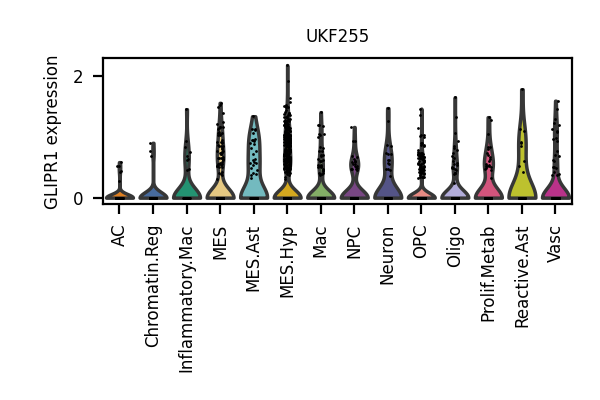 UKF255
GLIPR1 expression
2
0
AC
Chromatin.Reg
Inflammatory.Mac
MES
MES.Ast
MES.Hyp
Mac
NPC
Neuron
OPC
Oligo
Prolif.Metab
Reactive.Ast
Vasc